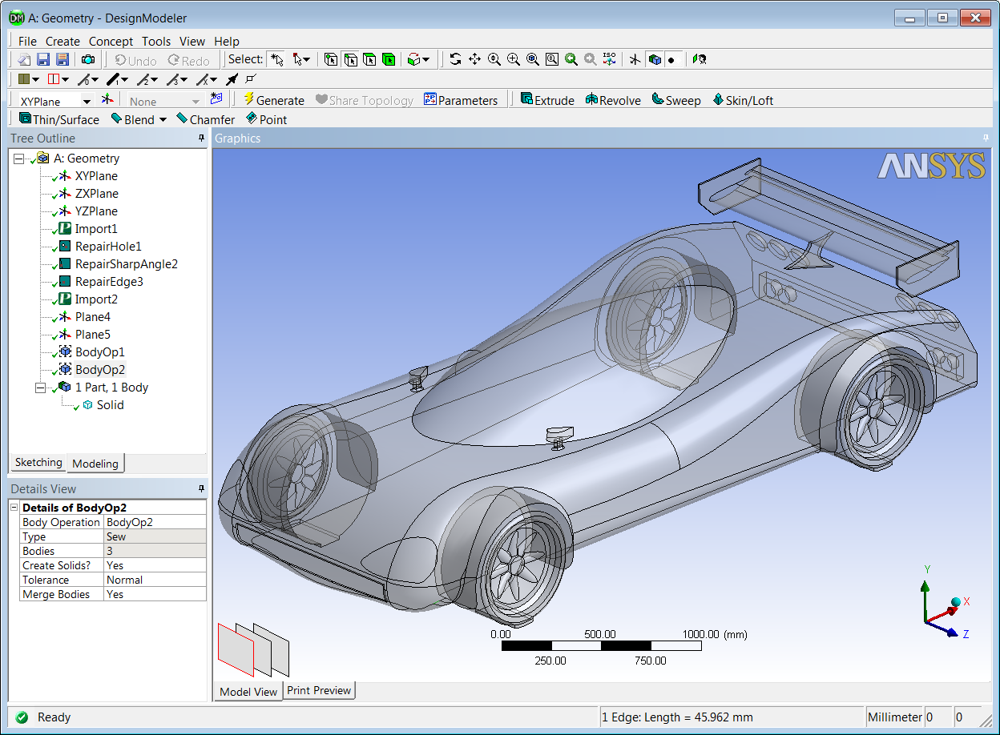 DM A: Geometry - DesignModeler
File Create Concept Tools View Help
Undo Redo Select: ISO
XYPlane None Generate Share Topology Parameters Extrude Revolve Sweep Skin/Loft
Thin/Surface Blend Chamfer Point
Tree Outline
A: Geometry
XYPlane
ZXPlane
YZPlane
Import1
RepairHole1
RepairSharpAngle2
RepairEdge3
Import2
Plane4
Plane5
BodyOp1
BodyOp2
1 Part, 1 Body
Solid
Sketching Modeling
Details View
Details of BodyOp2
Body Operation BodyOp2
Type Sew
Bodies 3
Create Solids? Yes
Tolerance Normal
Merge Bodies Yes
Graphics
ANSYS
Y
X
Z
0.00 500.00 1000.00 (mm)
250.00 750.00
Model View Print Preview
Ready 1 Edge: Length = 45.962 mm Millimeter 0 0